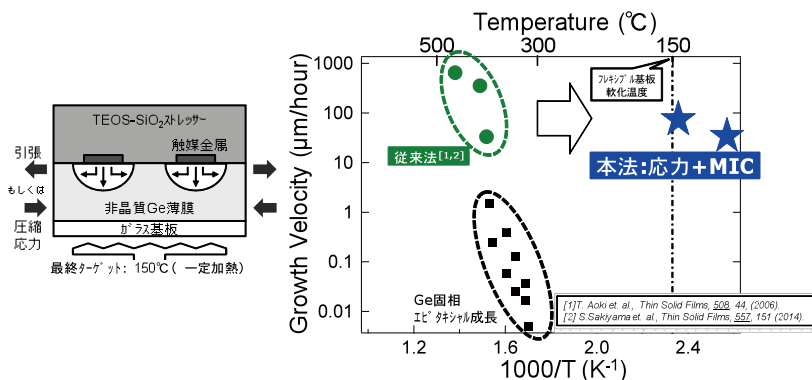 TEOS-SiO2ストレッサー
触媒金属
引張
もしくは
圧縮
応力
非晶質Ge薄膜
ガラス基板
最終ターゲット: 150℃( 一定加熱)
Temperature (℃)
500
300
150
Growth Velocity (μm/hour)
1000
100
10
1
0.1
0.01
フレキシブル基板
軟化温度
従来法[1,2]
本法:応力+MIC
Ge固相
エピタキシャル成長
[1]T. Aoki et. al., Thin Solid Films, 508, 44, (2006).
[2] S.Sakiyama et. al., Thin Solid Films, 557, 151 (2014).
1.2
1.6
2.0
2.4
1000/T (K-1)